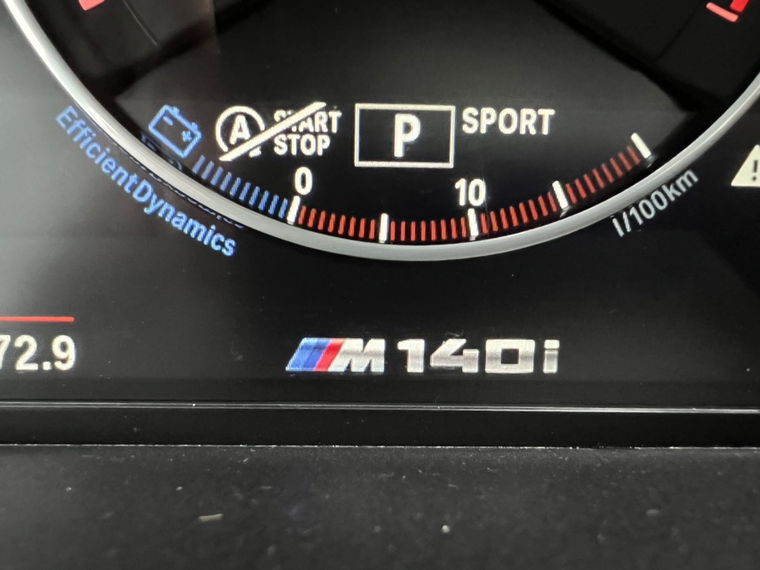 A START
STOP
P
SPORT
EfficientDynamics
0
10
l/100km
!
72.9
M140i